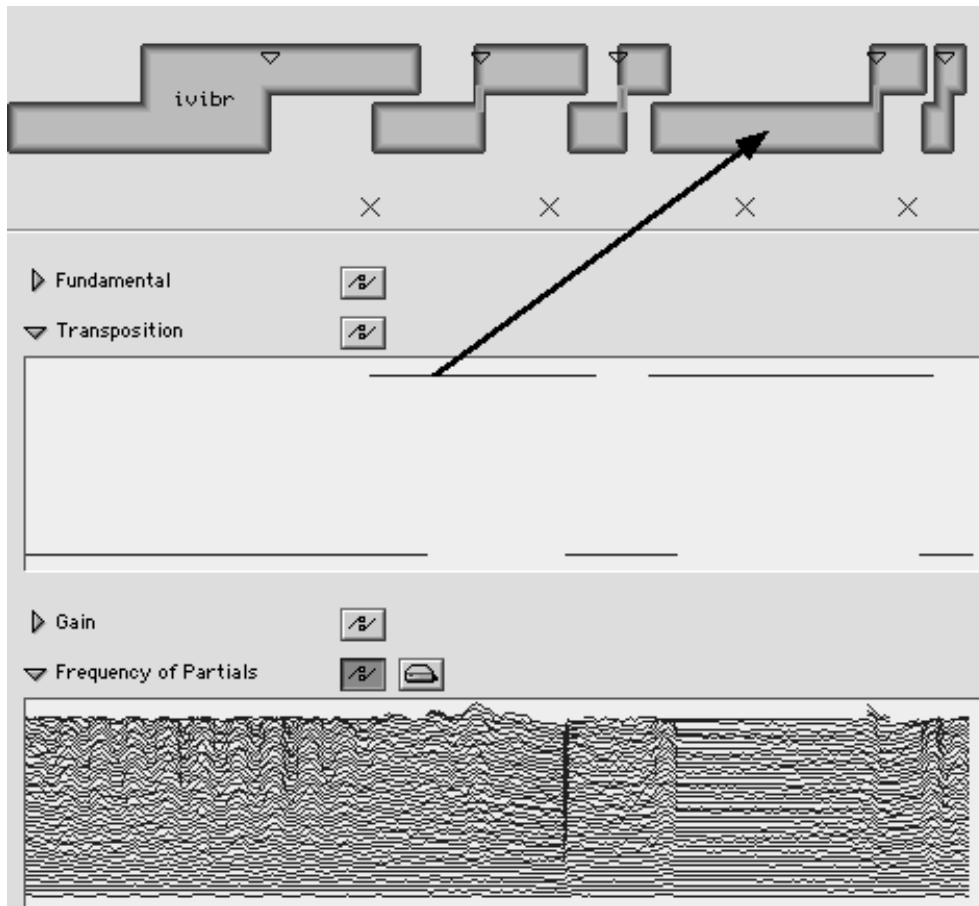 ivibr
Fundamental
Transposition
Gain
Frequency of Partials